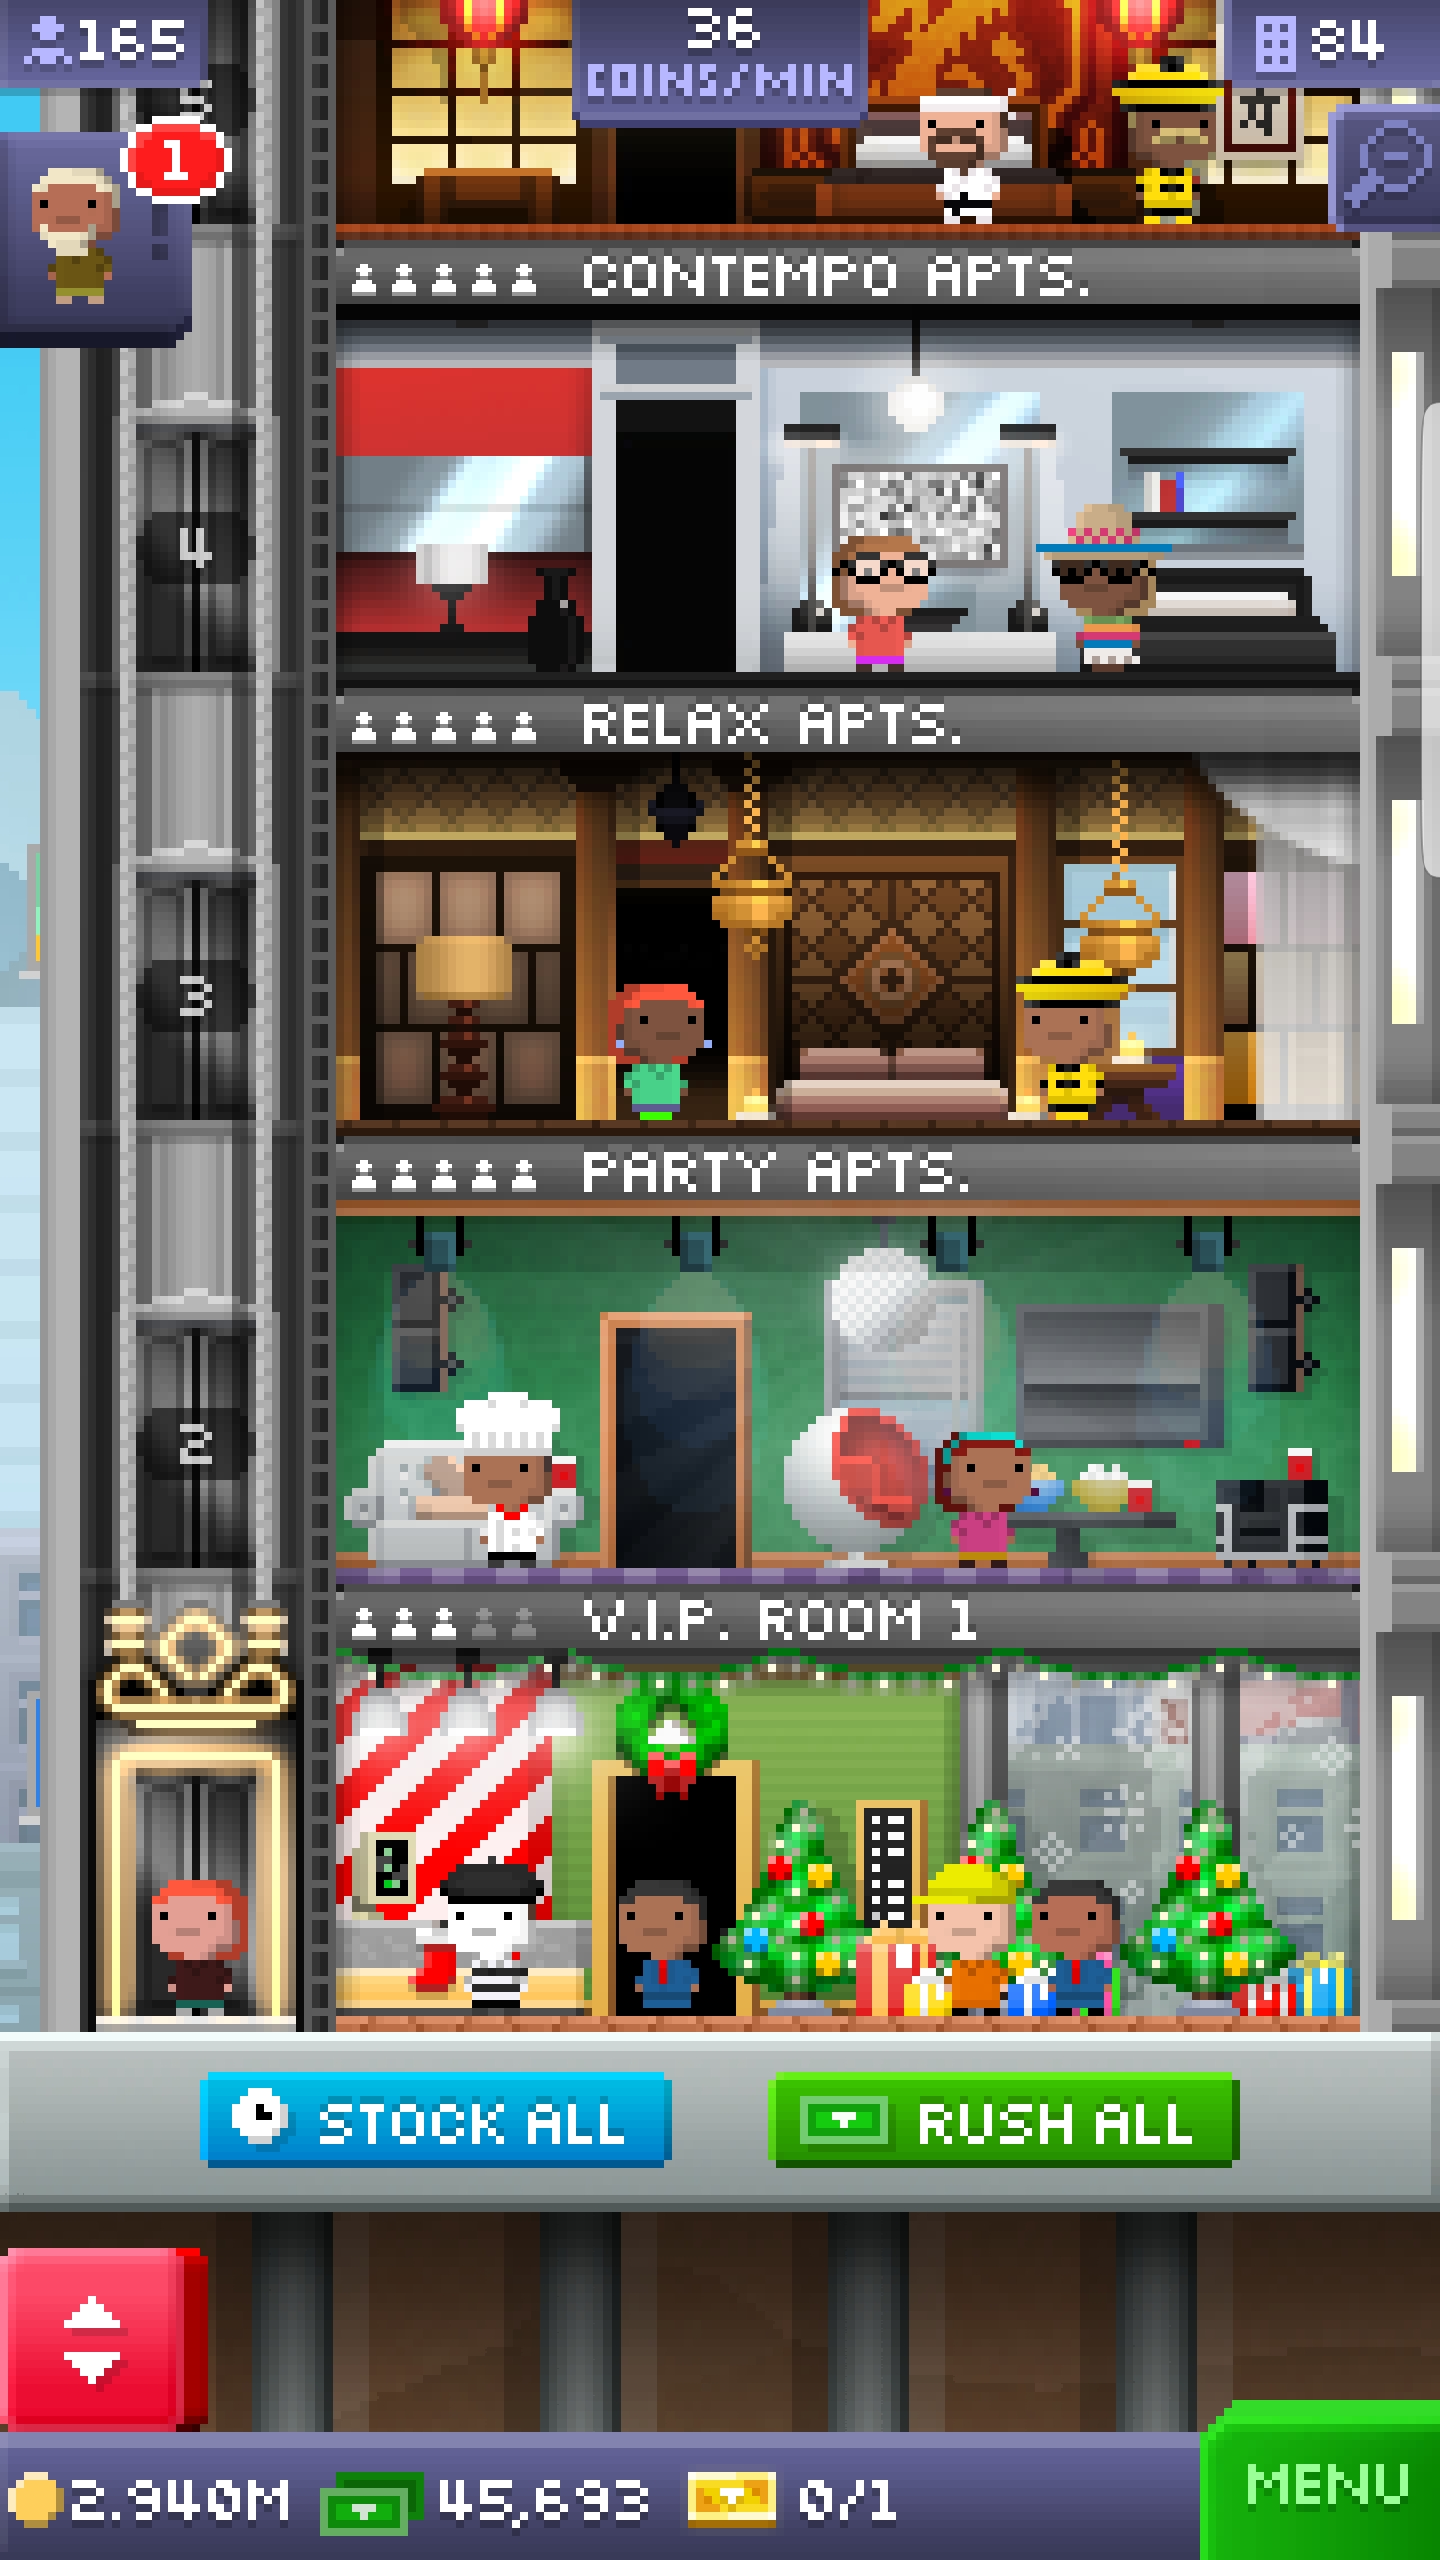 165
36
COINS/MIN
84
5
1
CONTEMPO APTS.
4
RELAX APTS.
3
PARTY APTS.
2
V.I.P. ROOM 1
STOCK ALL
RUSH ALL
2.940M
45,693
0/1
MENU